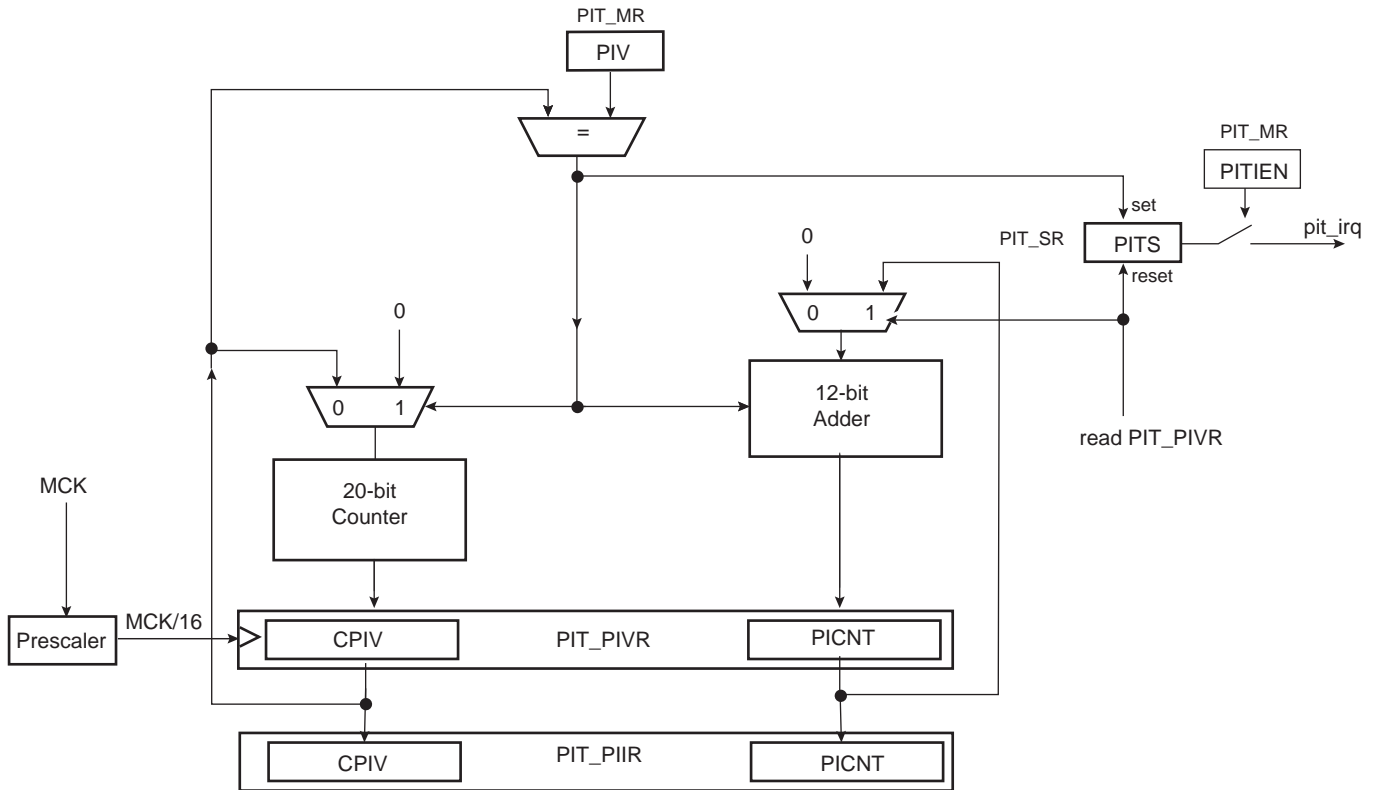 PIT_MR
PIV
=
PIT_MR
PITIEN
set
0
PIT_SR
PITS
pit_irq
reset
0 1
0
0 1
12-bit
Adder
read PIT_PIVR
MCK
20-bit
Counter
MCK/16
Prescaler
CPIV
PIT_PIVR
PICNT
CPIV
PIT_PIIR
PICNT